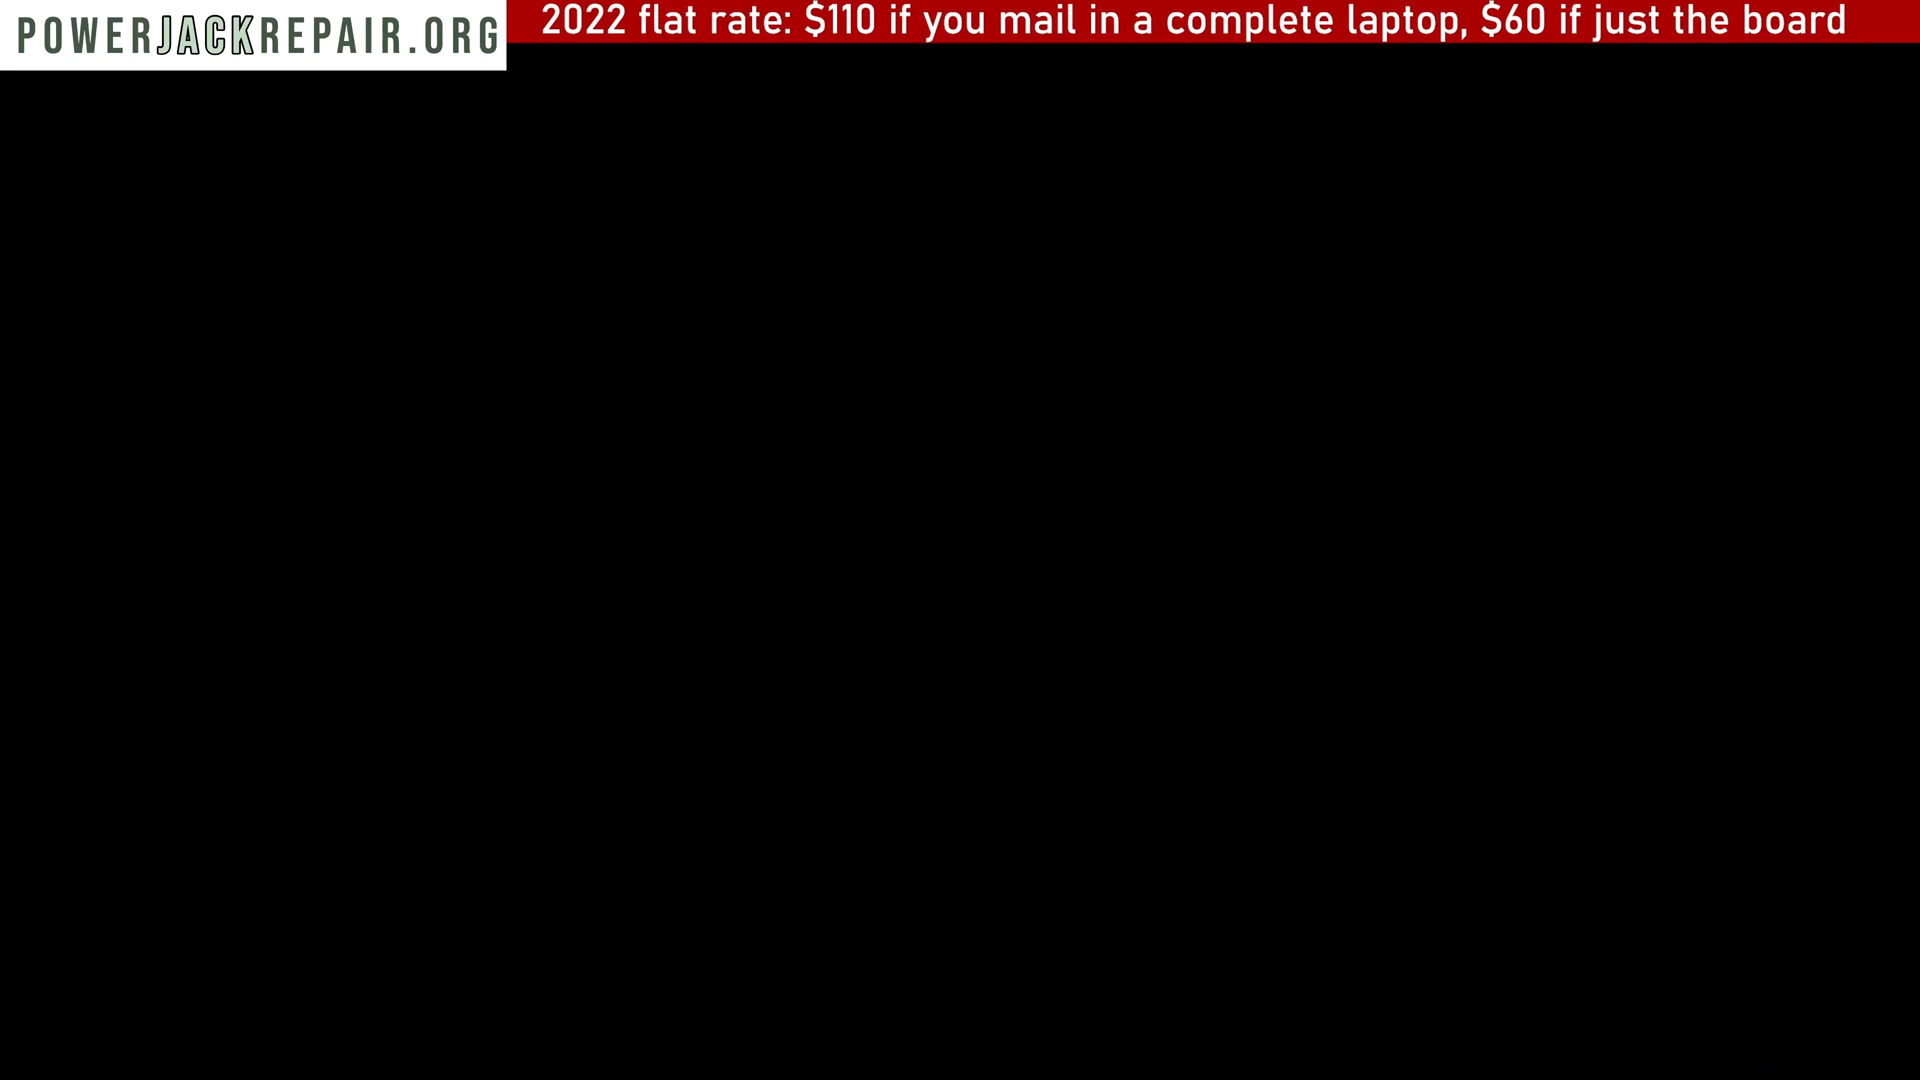 POWERJACKREPAIR.ORG
2022 flat rate: $110 if you mail in a complete laptop, $60 if just the board